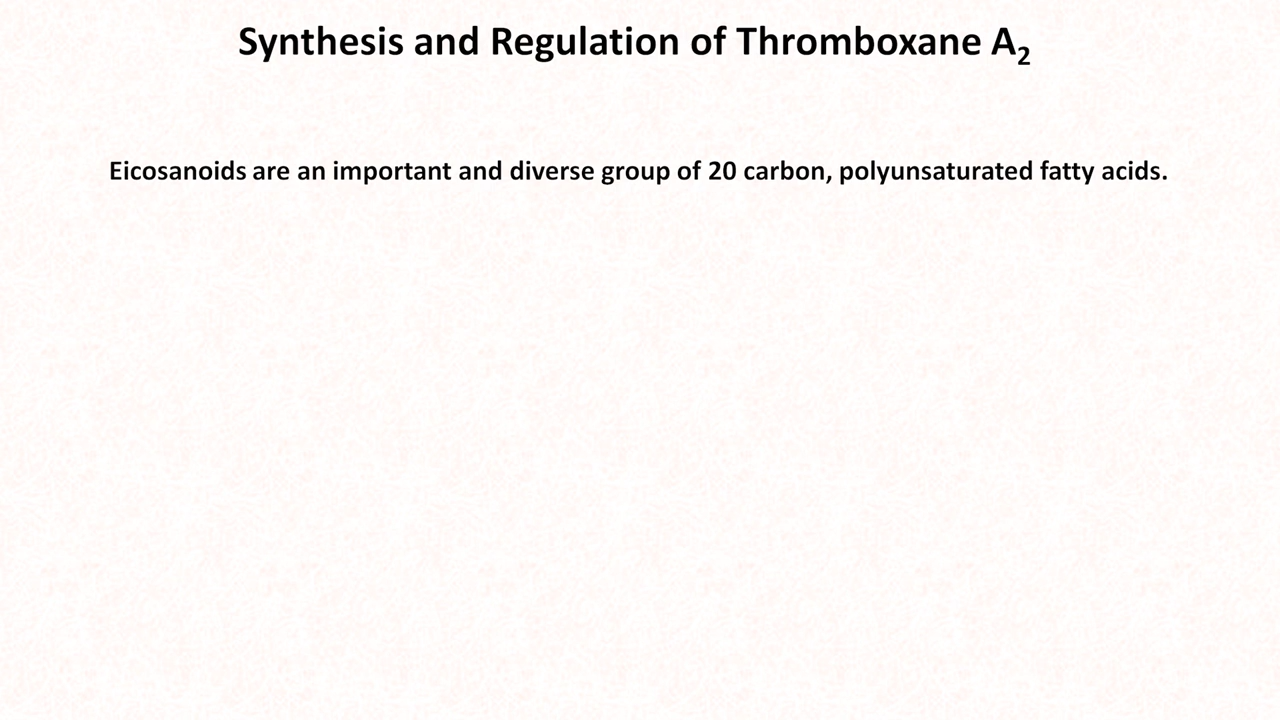 Synthesis and Regulation of Thromboxane A₂
Eicosanoids are an important and diverse group of 20 carbon, polyunsaturated fatty acids.